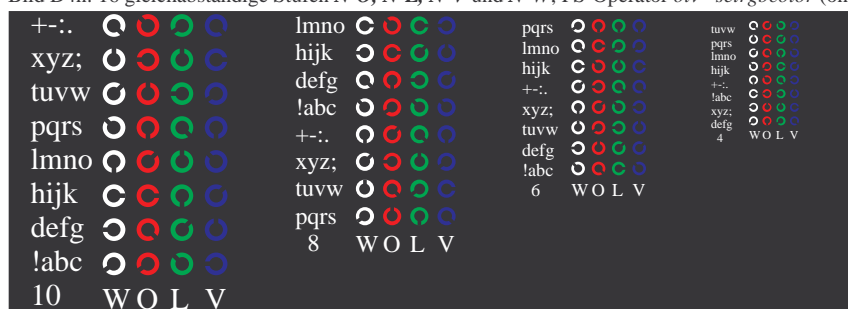 +-:.
xyz;
tuvw
pqrs
lmno
hijk
defg
!abc
10 W O L V
lmno
hijk
defg
!abc
+-:.
xyz;
tuvw
pqrs
8 W O L V
pqrs
lmno
hijk
+-:.
xyz;
tuvw
defg
!abc
6 W O L V
tuvw
pqrs
lmno
hijk
+-:.
!abc
xyz;
defg
4 W O L V